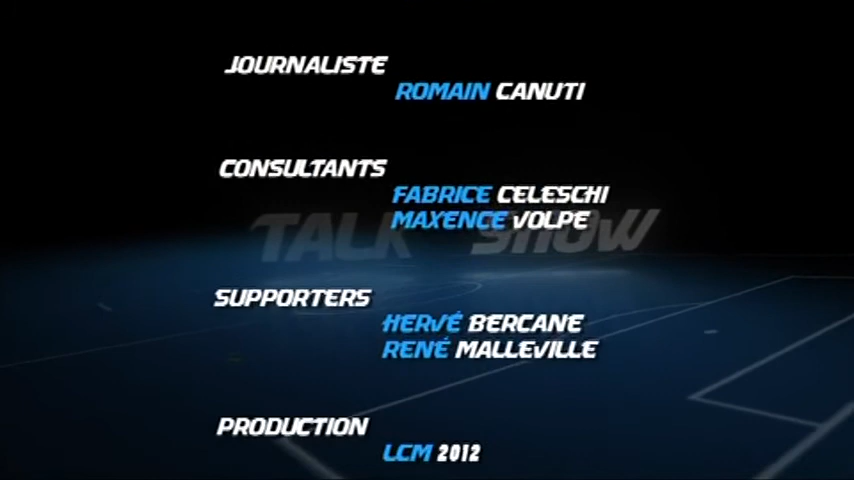 JOURNALISTE
ROMAIN CANUTI
CONSULTANTS
FABRICE CELESCHI
MAXENCE VOLPE
TALK SHOW
SUPPORTERS
HERVÉ BERCANE
RENÉ MALLEVILLE
PRODUCTION
LCM 2012